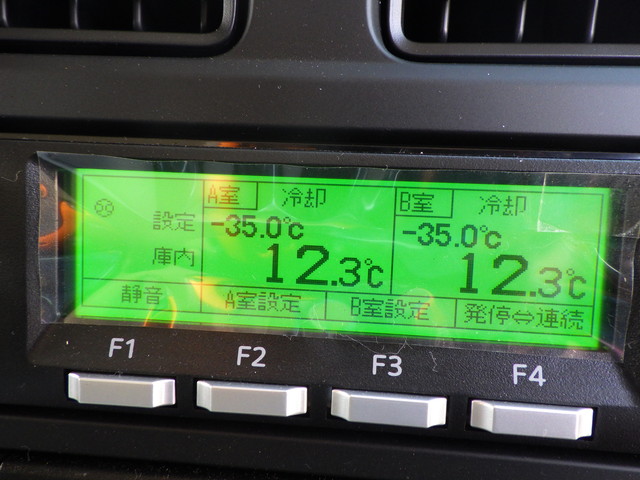 A室 冷却 B室 冷却
設定 -35.0℃ -35.0℃
庫内 12.3℃ 12.3℃
静音 A室設定 B室設定 発停⇔連続
F1 F2 F3 F4